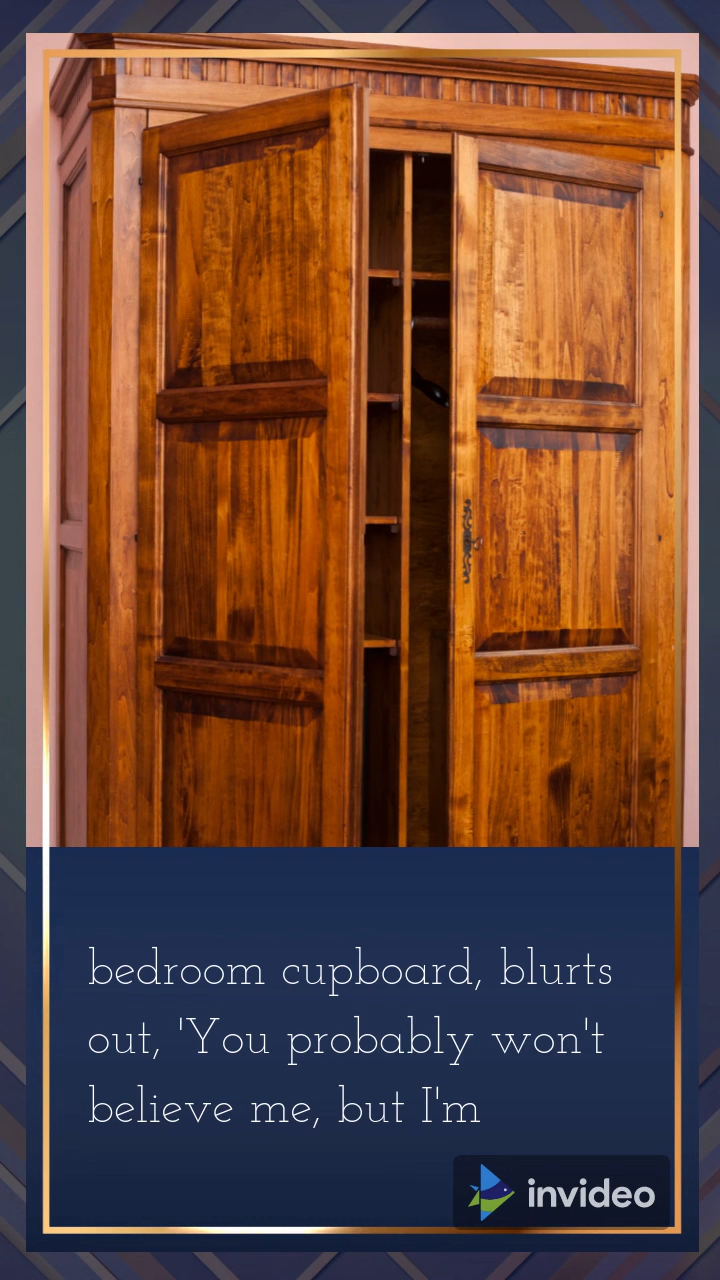 bedroom cupboard, blurts
out, 'You probably won't
believe me, but I'm
invideo